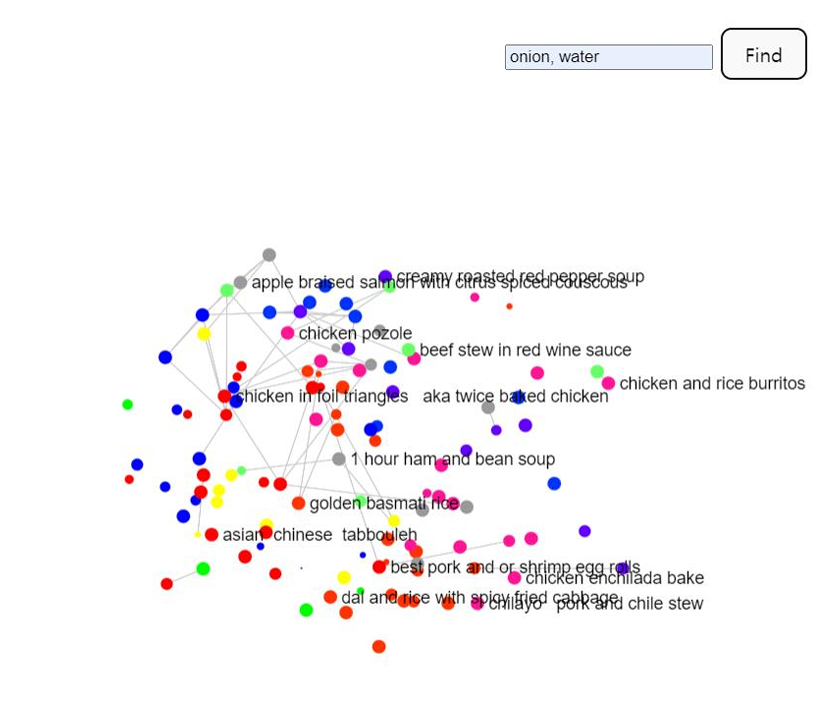 onion, water
Find
creamy roasted red pepper soup
apple braised salmon with citrus spiced couscous
chicken pozole
beef stew in red wine sauce
chicken and rice burritos
chicken in foil triangles   aka twice baked chicken
1 hour ham and bean soup
golden basmati rice
asian chinese  tabbouleh
best pork and or shrimp egg rolls
chicken enchilada bake
dal and rice with spicy fried cabbage
chilayo   pork and chile stew